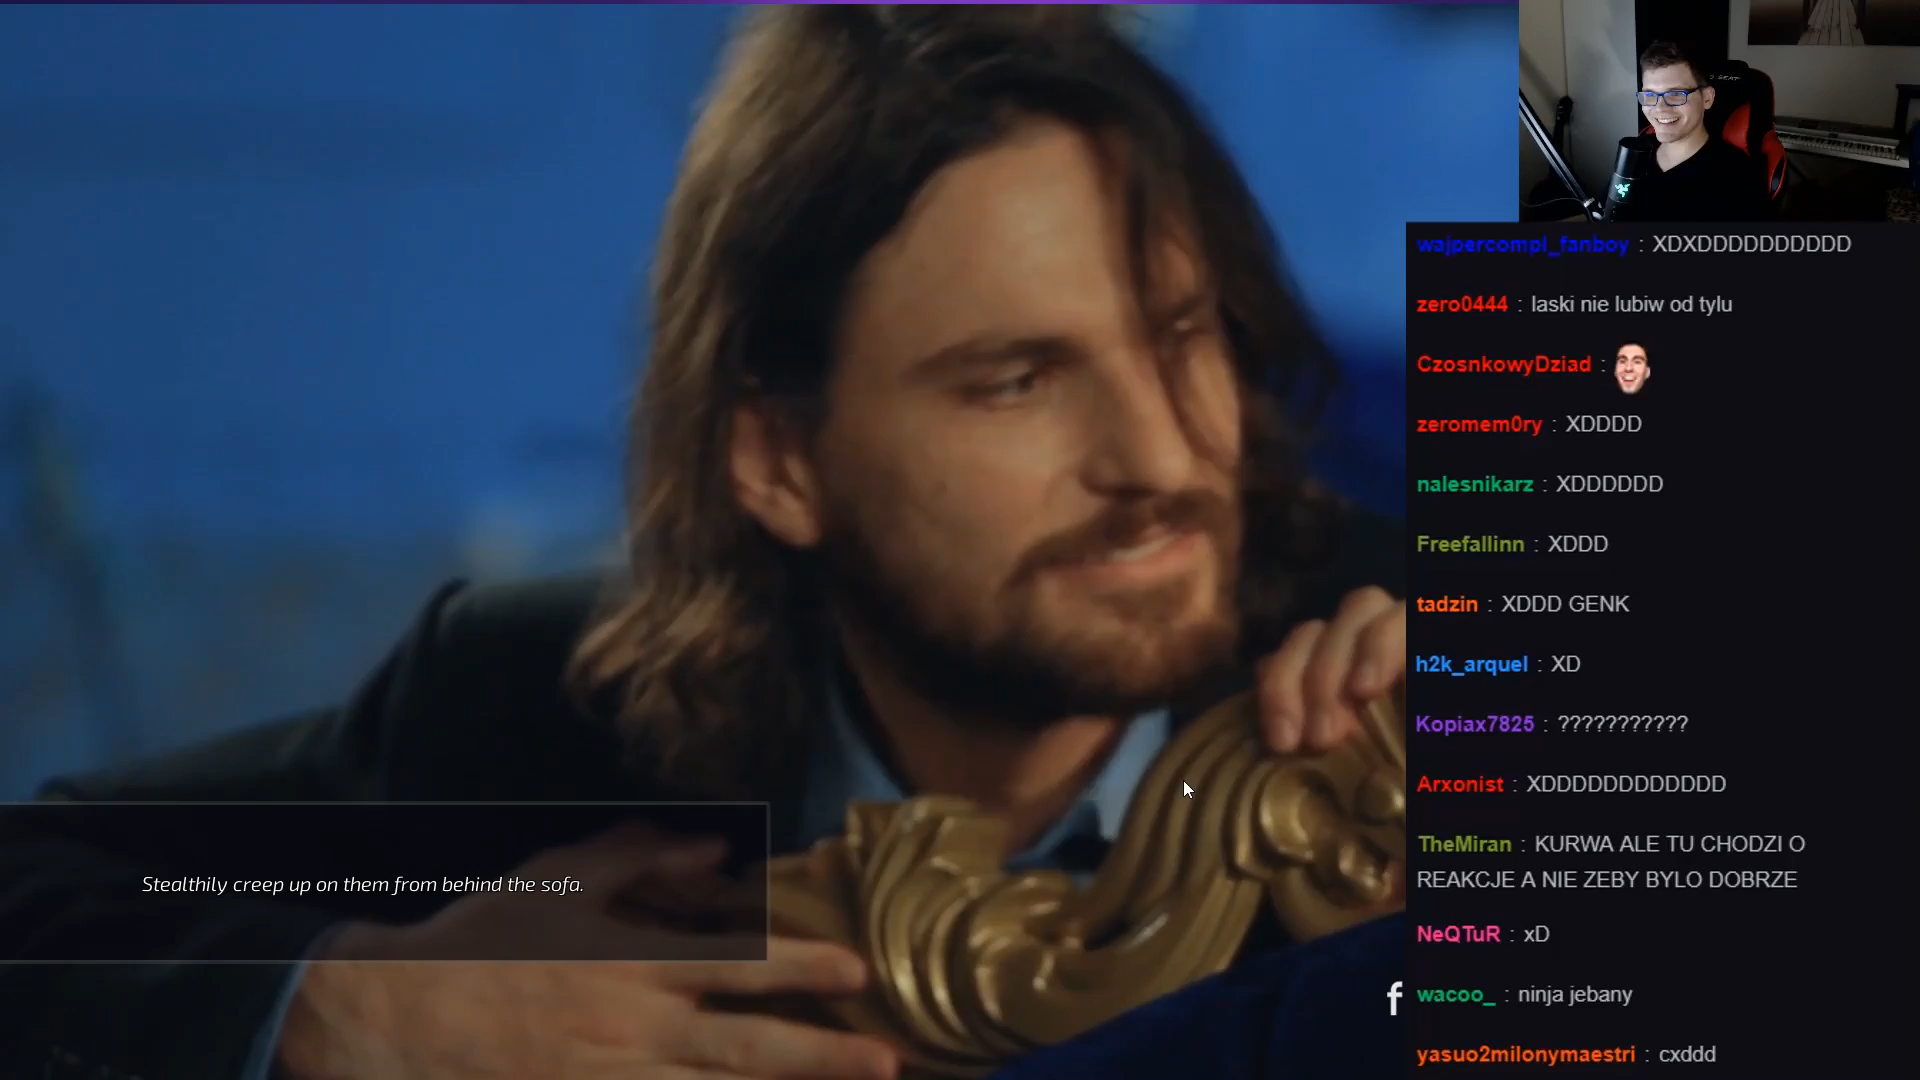 wajpercompl_fanboy : XDXDDDDDDDDDD
zero0444 : laski nie lubiw od tylu
CzosnkowyDziad :
zeromem0ry : XDDDD
nalesnikarz : XDDDDDD
Freefallinn : XDDD
tadzin : XDDD GENK
h2k_arquel : XD
Kopiax7825 : ???????????
Arxonist : XDDDDDDDDDDDD
TheMiran : KURWA ALE TU CHODZI O
REAKCJE A NIE ZEBY BYLO DOBRZE
NeQTuR : xD
wacoo_ : ninja jebany
yasuo2milonymaestri : cxddd
Stealthily creep up on them from behind the sofa.
f